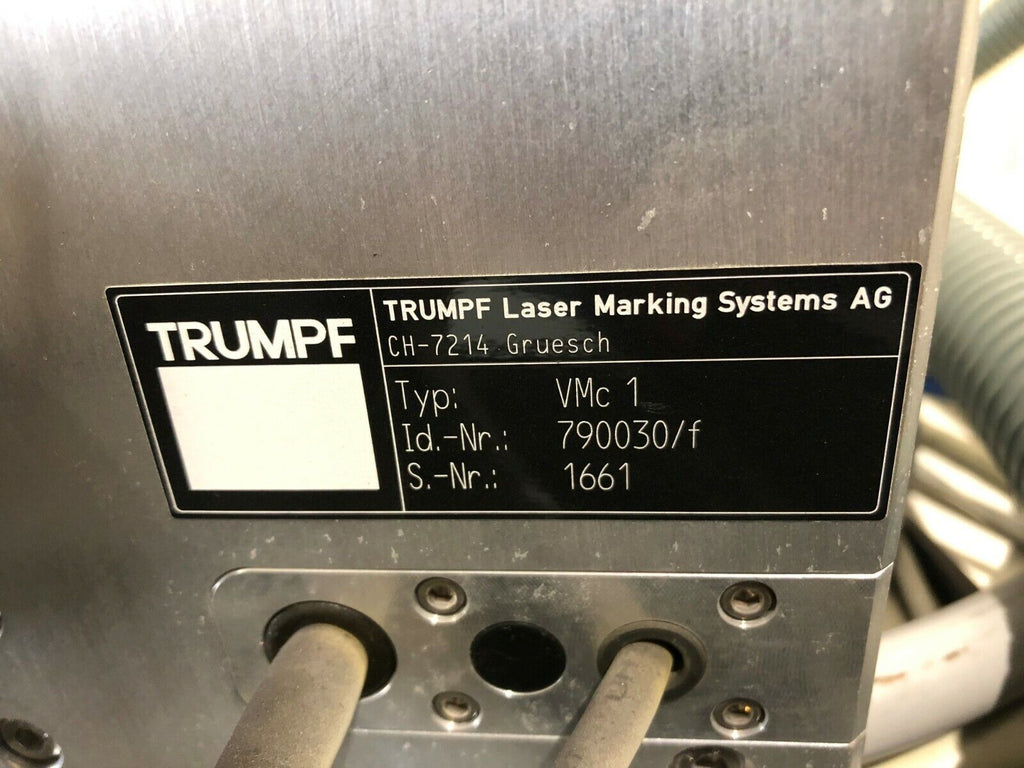 TRUMPF
TRUMPF Laser Marking Systems AG
CH-7214 Gruesch
Typ: VMc 1
Id.-Nr.: 790030/f
S.-Nr.: 1661